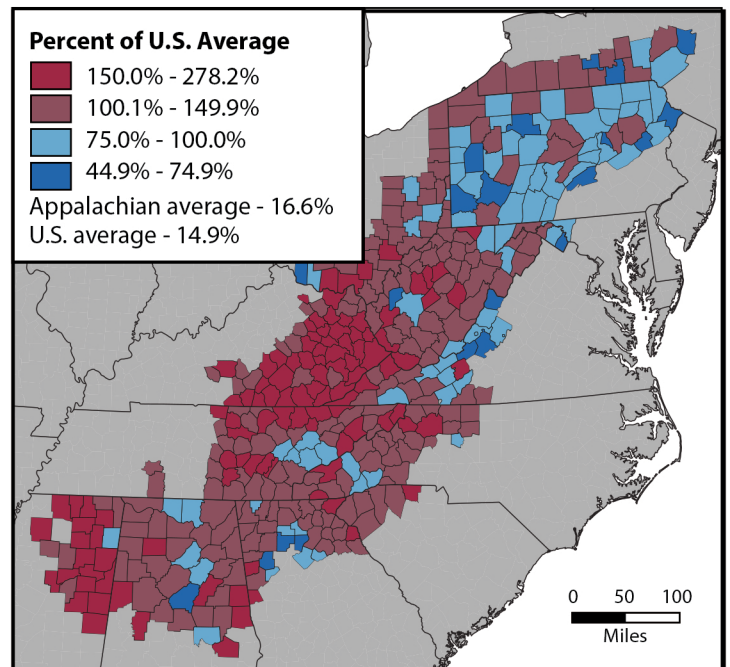 Percent of U.S. Average
150.0% - 278.2%
100.1% - 149.9%
75.0% - 100.0%
44.9% - 74.9%
Appalachian average - 16.6%
U.S. average - 14.9%
0 50 100
Miles